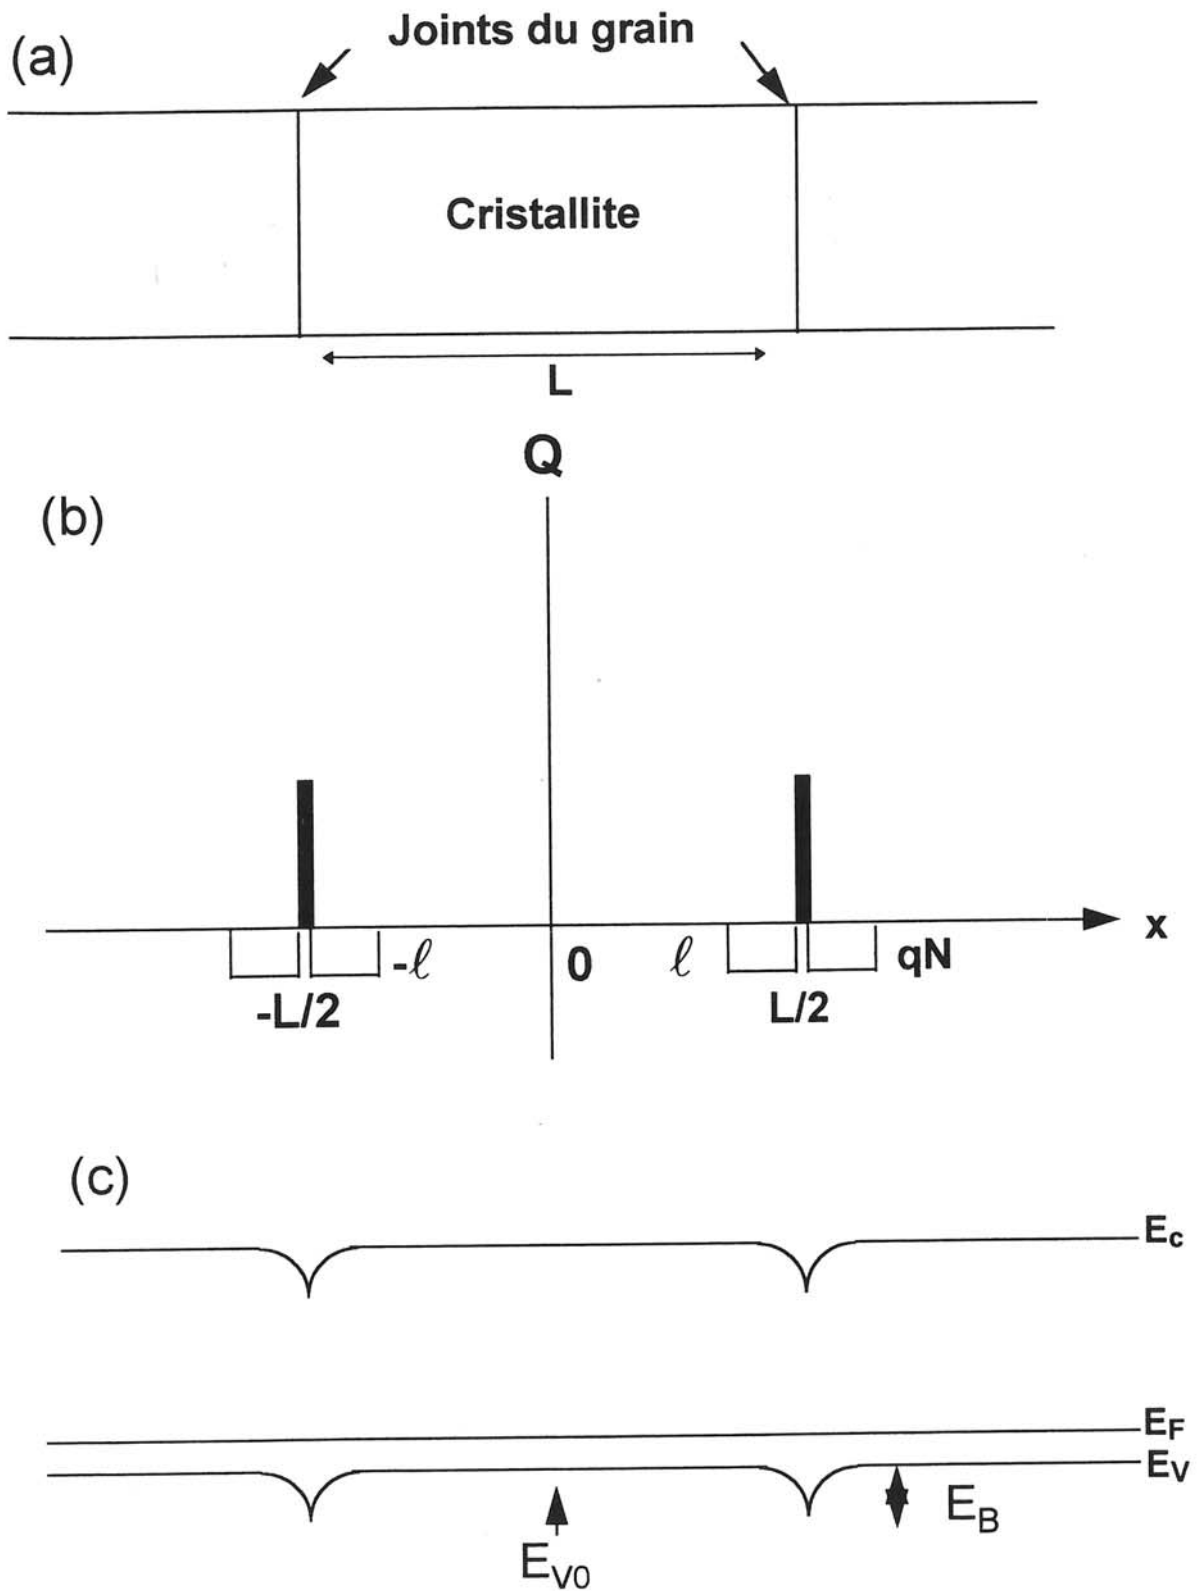 (a)
Joints du grain
Cristallite
L
Q
(b)
x
-ℓ
0
ℓ
qN
-L/2
L/2
(c)
Ec
EF
EV
EB
EV0